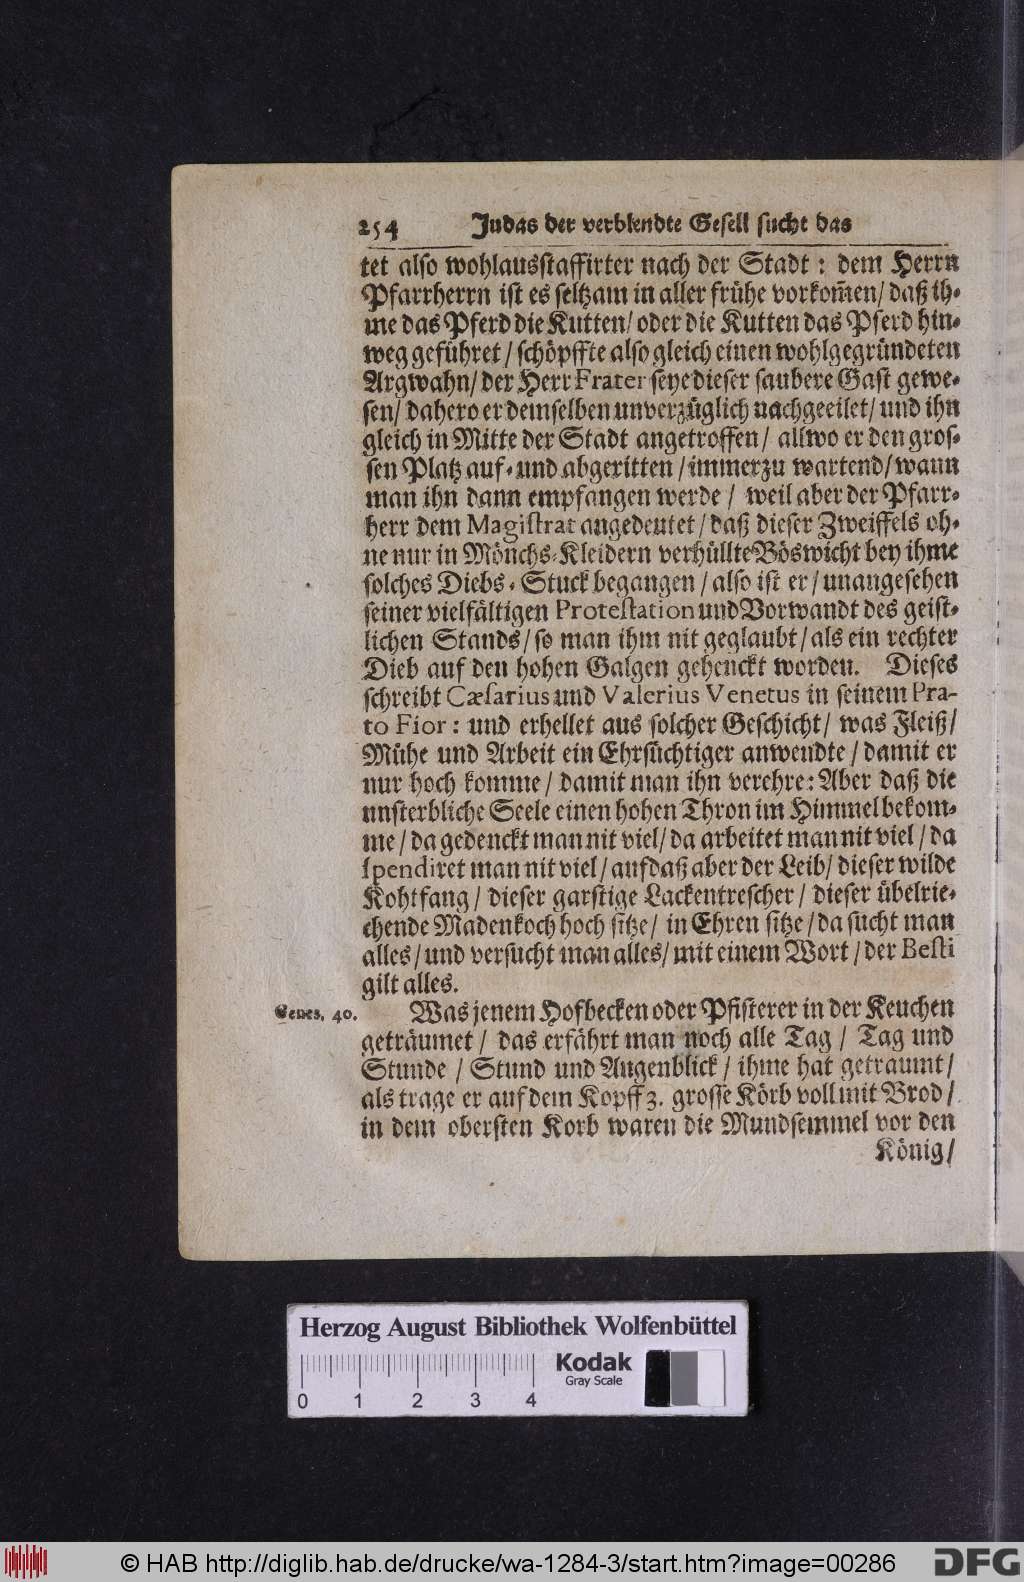 254 Judas der verblendte Gesell sucht das
tet also wohlausstaffirter nach der Stadt : dem Herrn
Pfarrherrn ist es seltzam in aller frühe vorkom̃en/ daß ih-
me das Pferd die Kutten/ oder die Kutten das Pferd hin-
weg geführet / schöpffte also gleich einen wohlgegründeten
Argwahn/ der Herr Frater seye dieser saubere Gast gewe-
sen/ dahero er demselben unverzüglich nachgeeilet/ und ihn
gleich in Mitte der Stadt angetroffen/ allwo er den gros-
sen Platz auf- und abgeritten / immerzu wartend/ wann
man ihn dann empfangen werde / weil aber der Pfarr-
herr dem Magistrat angedeutet / daß dieser Zweiffels oh-
ne nur in Mönchs-Kleidern verhüllte Böswicht bey ihme
solches Diebs-Stuck begangen / also ist er / unangesehen
seiner vielfältigen Protestation und Vorwandt des geist-
lichen Stands/ so man ihm nit geglaubt/ als ein rechter
Dieb auf den hohen Galgen gehenckt worden. Dieses
schreibt Cæsarius und Valerius Venetus in seinem Pra-
to Fior: und erhellet aus solcher Geschicht/ was Fleiß/
Mühe und Arbeit ein Ehrsüchtiger anwendte / damit er
nur hoch komme / damit man ihn verehre: Aber daß die
unsterbliche Seele einen hohen Thron im Himmel bekom-
me / da gedenckt man nit viel/ da arbeitet man nit viel / da
spendiret man nit viel / aufdaß aber der Leib/ dieser wilde
Kohtfang / dieser garstige Lackentrescher / dieser übelrie-
chende Madenkoch hoch sitze/ in Ehren sitze/ da sucht man
alles/ und versucht man alles/ mit einem Wort / der Besti
gilt alles.
Genes. 40. Was jenem Hofbecken oder Pfisterer in der Keuchen
geträumet / das erfährt man noch alle Tag / Tag und
Stunde / Stund und Augenblick / ihme hat getraumt/
als trage er auf dem Kopff 3. grosse Körb voll mit Brod /
in dem obersten Korb waren die Mundsemmel vor den
König/
Herzog August Bibliothek Wolfenbüttel
0 1 2 3 4
Kodak
Gray Scale
© HAB http://diglib.hab.de/drucke/wa-1284-3/start.htm?image=00286
DFG